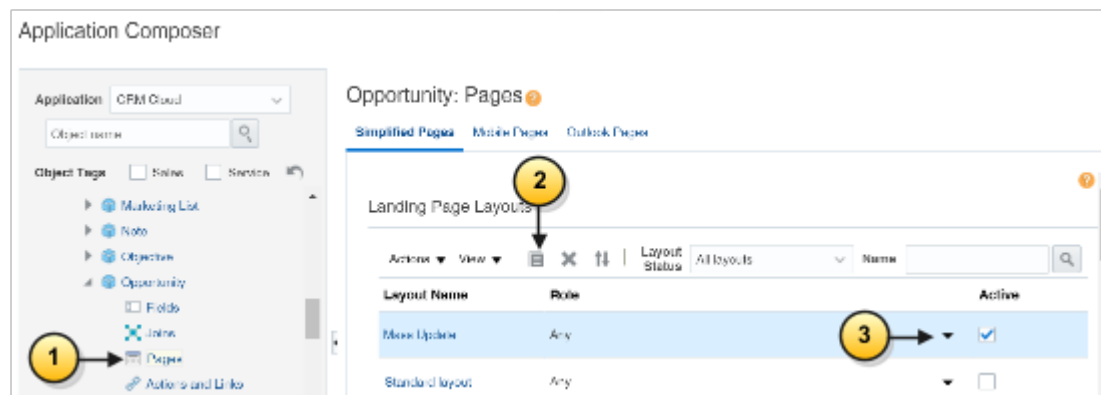 Application Composer
Application CRM Cloud
Object name
Object Tags Sales Service
Marketing List
Note
Objective
Opportunity
Fields
Joins
Pages
Actions and Links
1
Opportunity: Pages
Simplified Pages Mobile Pages Outlook Pages
2
Landing Page Layouts
Actions View Layout Status All layouts Name
Layout Name Role Active
Mass Update Any 3
Standard layout Any